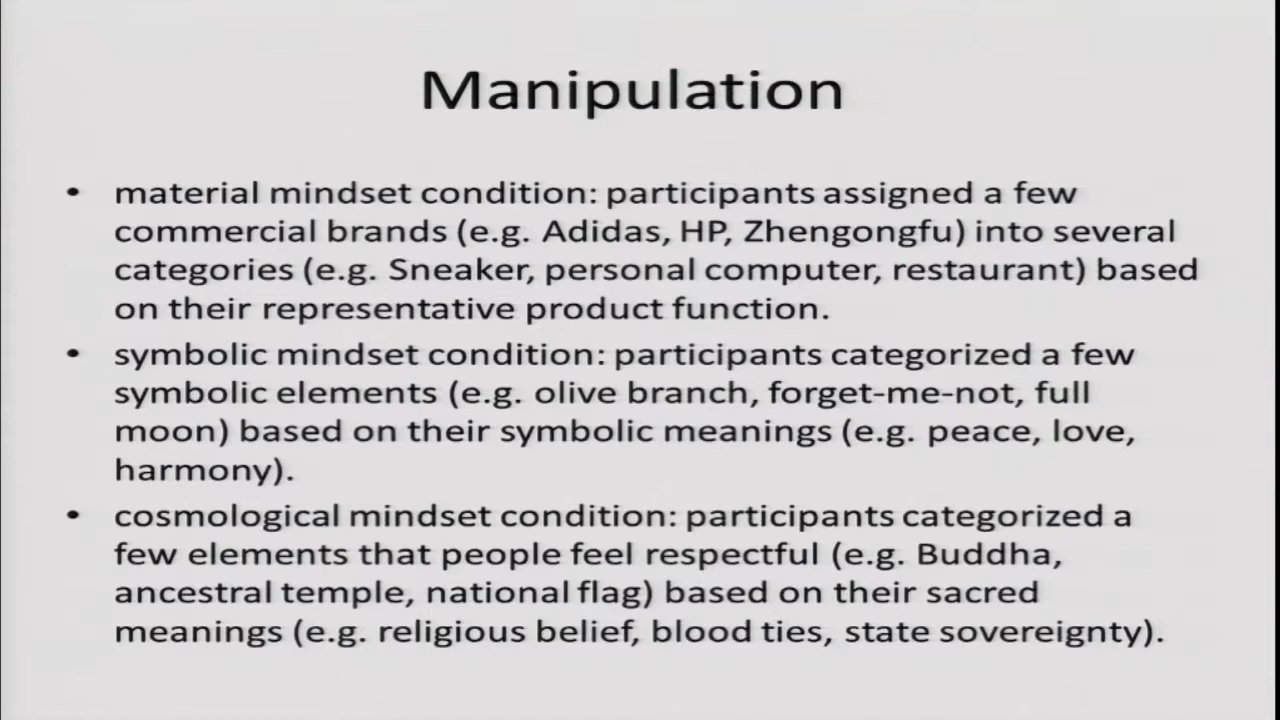 Manipulation
• material mindset condition: participants assigned a few
commercial brands (e.g. Adidas, HP, Zhengongfu) into several
categories (e.g. Sneaker, personal computer, restaurant) based
on their representative product function.
• symbolic mindset condition: participants categorized a few
symbolic elements (e.g. olive branch, forget-me-not, full
moon) based on their symbolic meanings (e.g. peace, love,
harmony).
• cosmological mindset condition: participants categorized a
few elements that people feel respectful (e.g. Buddha,
ancestral temple, national flag) based on their sacred
meanings (e.g. religious belief, blood ties, state sovereignty).